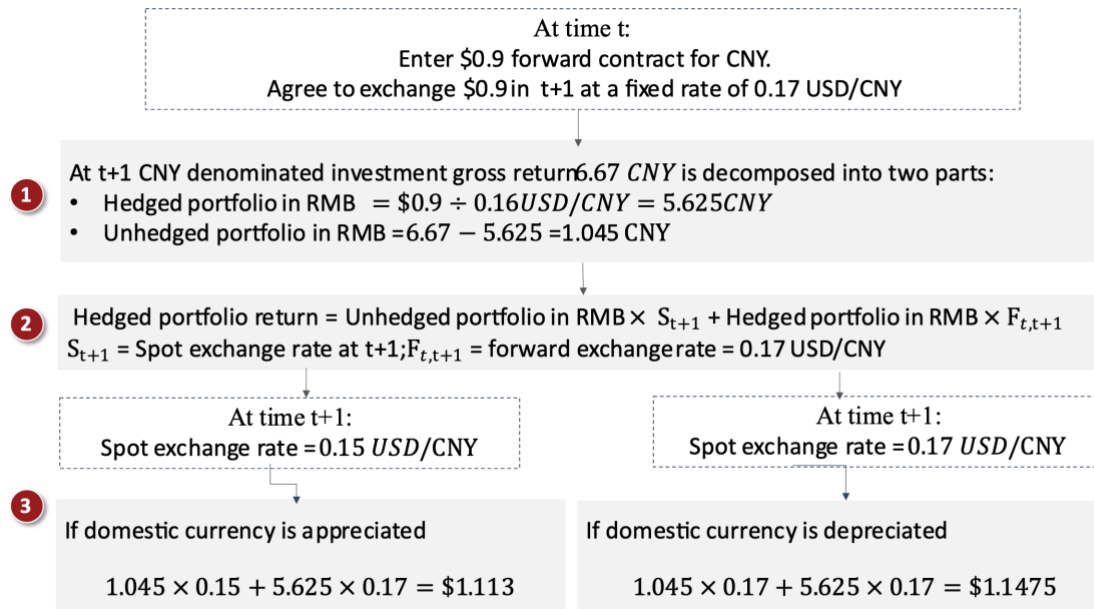 At time t:
Enter $0.9 forward contract for CNY.
Agree to exchange $0.9 in t+1 at a fixed rate of 0.17 USD/CNY
1
At t+1 CNY denominated investment gross return6.67 CNY is decomposed into two parts:
• Hedged portfolio in RMB = $0.9 ÷ 0.16USD/CNY = 5.625CNY
• Unhedged portfolio in RMB =6.67 − 5.625 =1.045 CNY
2
Hedged portfolio return = Unhedged portfolio in RMB × S_{t+1} + Hedged portfolio in RMB × F_{t,t+1}
S_{t+1} = Spot exchange rate at t+1;F_{t,t+1} = forward exchange rate = 0.17 USD/CNY
At time t+1:
Spot exchange rate =0.15 USD/CNY
At time t+1:
Spot exchange rate =0.17 USD/CNY
3
If domestic currency is appreciated
1.045 × 0.15 + 5.625 × 0.17 = $1.113
If domestic currency is depreciated
1.045 × 0.17 + 5.625 × 0.17 = $1.1475